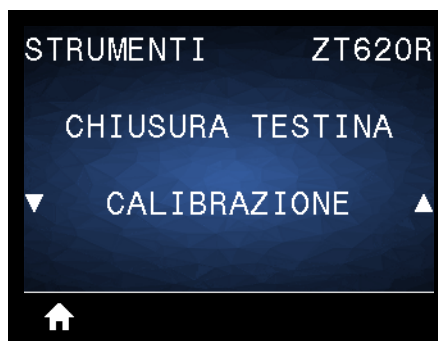 STRUMENTI ZT620R
CHIUSURA TESTINA
▼ CALIBRAZIONE ▲